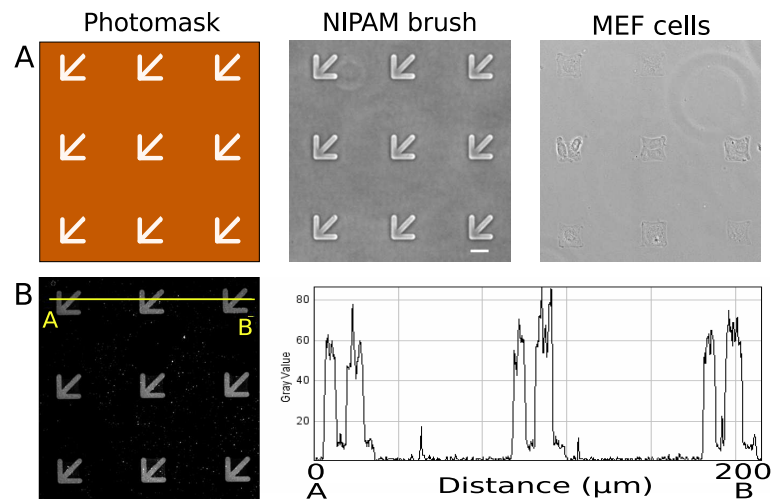 Photomask
NIPAM brush
MEF cells
A
B
A
B
80
60
40
20
Gray Value
0
200
A
Distance (μm)
B